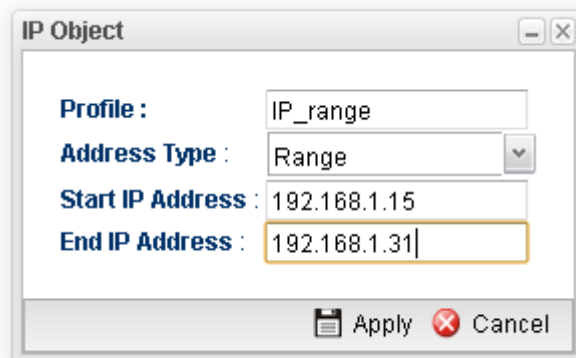 IP Object
Profile : IP_range
Address Type : Range
Start IP Address : 192.168.1.15
End IP Address : 192.168.1.31
Apply Cancel